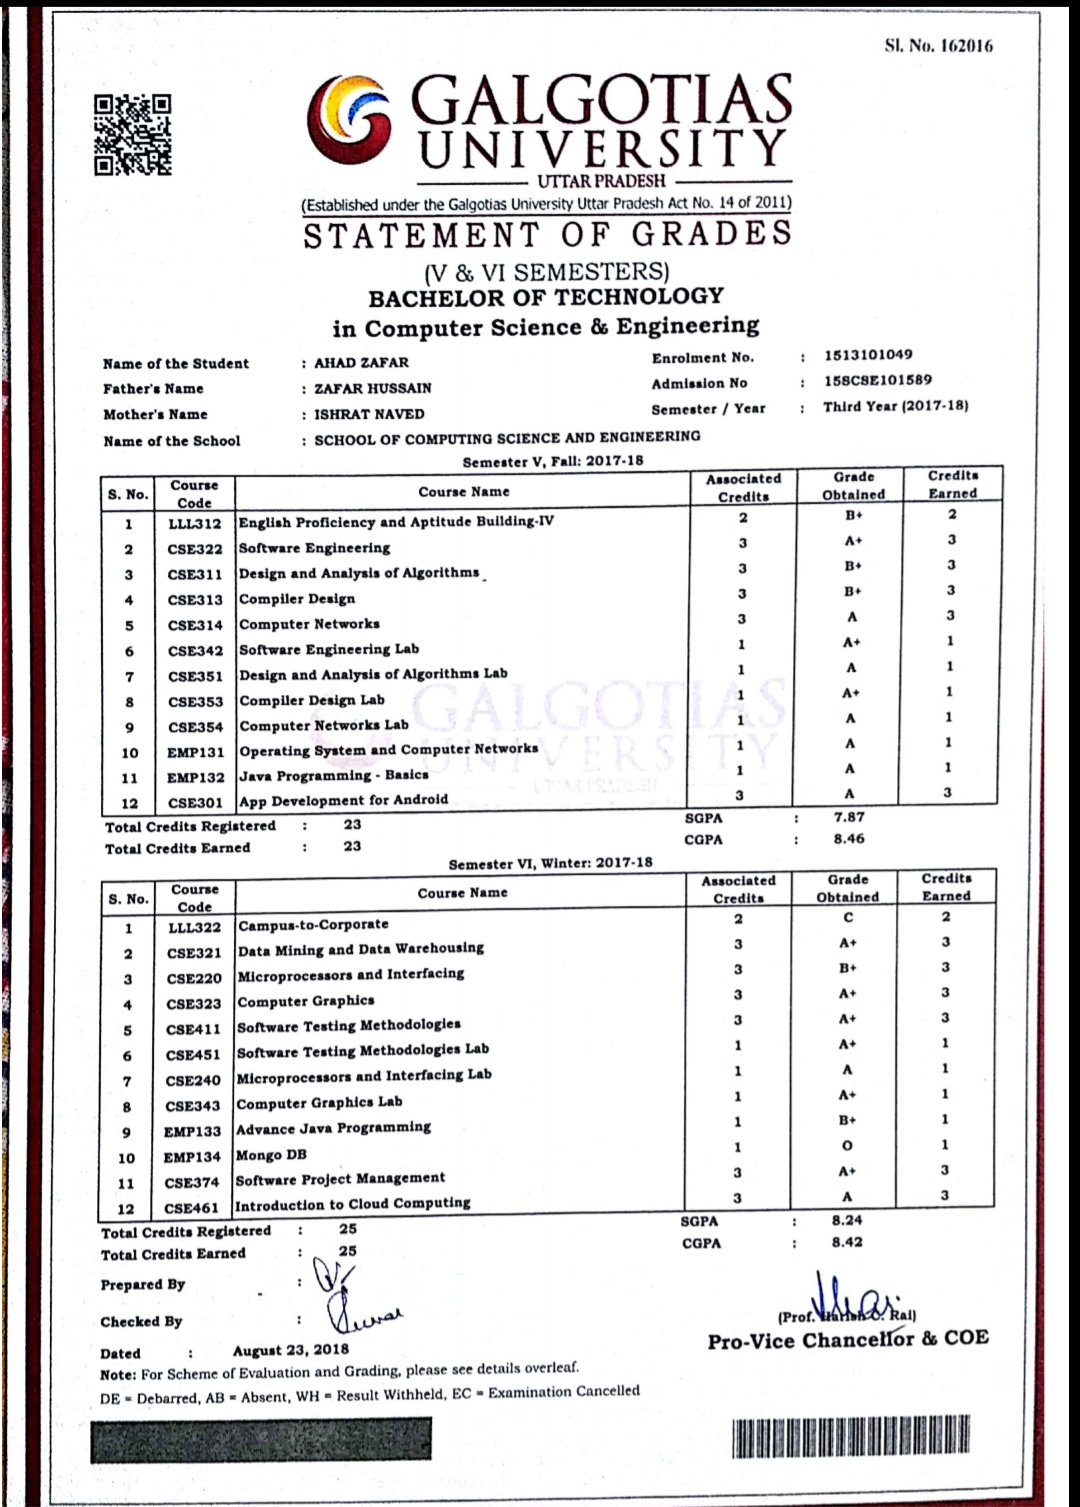 Sl. No. 162016
GALGOTIAS
UNIVERSITY
UTTAR PRADESH
(Established under the Galgotias University Uttar Pradesh Act No. 14 of 2011)
STATEMENT OF GRADES
(V & VI SEMESTERS)
BACHELOR OF TECHNOLOGY
in Computer Science & Engineering
Name of the Student : AHAD ZAFAR Enrolment No. : 1513101049
Father's Name : ZAFAR HUSSAIN Admission No : 15SCSE101589
Mother's Name : ISHRAT NAVED Semester / Year : Third Year (2017-18)
Name of the School : SCHOOL OF COMPUTING SCIENCE AND ENGINEERING
Semester V, Fall: 2017-18
S. No. Course Code Course Name Associated Credits Grade Obtained Credits Earned
1 LLL312 English Proficiency and Aptitude Building-IV 2 B+ 2
2 CSE322 Software Engineering 3 A+ 3
3 CSE311 Design and Analysis of Algorithms 3 B+ 3
4 CSE313 Compiler Design 3 B+ 3
5 CSE314 Computer Networks 3 A 3
6 CSE342 Software Engineering Lab 1 A+ 1
7 CSE351 Design and Analysis of Algorithms Lab 1 A 1
8 CSE353 Compiler Design Lab 1 A+ 1
9 CSE354 Computer Networks Lab 1 A 1
10 EMP131 Operating System and Computer Networks 1 A 1
11 EMP132 Java Programming - Basics 1 A 1
12 CSE301 App Development for Android 3 A 3
GALGOTIAS
UNIVERSITY
UTTAR PRADESH
Total Credits Registered : 23 SGPA : 7.87
Total Credits Earned : 23 CGPA : 8.46
Semester VI, Winter: 2017-18
S. No. Course Code Course Name Associated Credits Grade Obtained Credits Earned
1 LLL322 Campus-to-Corporate 2 C 2
2 CSE321 Data Mining and Data Warehousing 3 A+ 3
3 CSE220 Microprocessors and Interfacing 3 B+ 3
4 CSE323 Computer Graphics 3 A+ 3
5 CSE411 Software Testing Methodologies 3 A+ 3
6 CSE451 Software Testing Methodologies Lab 1 A+ 1
7 CSE240 Microprocessors and Interfacing Lab 1 A 1
8 CSE343 Computer Graphics Lab 1 A+ 1
9 EMP133 Advance Java Programming 1 B+ 1
10 EMP134 Mongo DB 1 O 1
11 CSE374 Software Project Management 3 A+ 3
12 CSE461 Introduction to Cloud Computing 3 A 3
Total Credits Registered : 25 SGPA : 8.24
Total Credits Earned : 25 CGPA : 8.42
Prepared By :
Checked By :
(Prof. Rai)
Pro-Vice Chancellor & COE
Dated : August 23, 2018
Note: For Scheme of Evaluation and Grading, please see details overleaf.
DE = Debarred, AB = Absent, WH = Result Withheld, EC = Examination Cancelled